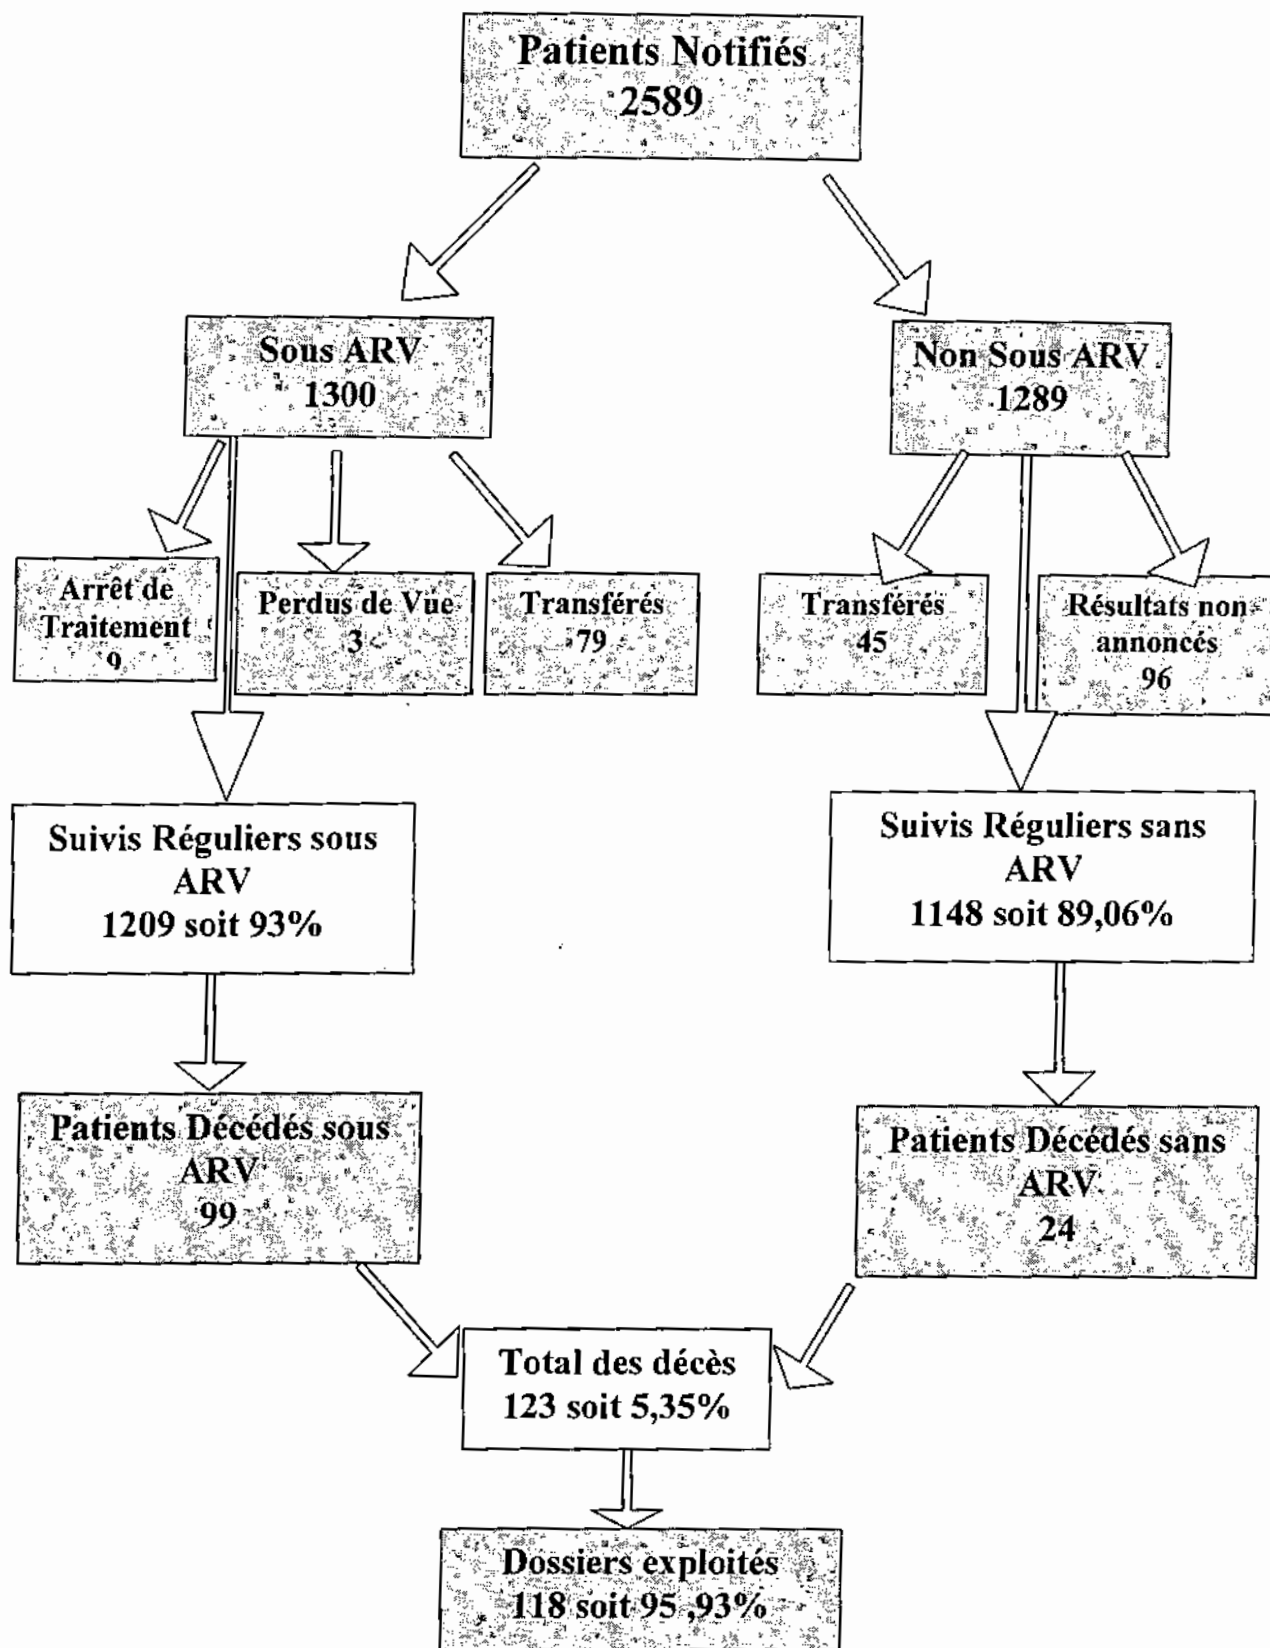 Patients Notifiés
2589
Sous ARV
1300
Non Sous ARV
1289
Arrêt de
Traitement
9
Perdus de Vue
3
Transférés
79
Transférés
45
Résultats non
annoncés
96
Suivis Réguliers sous
ARV
1209 soit 93%
Suivis Réguliers sans
ARV
1148 soit 89,06%
Patients Décédés sous
ARV
99
Patients Décédés sans
ARV
24
Total des décès
123 soit 5,35%
Dossiers exploités
118 soit 95 ,93%